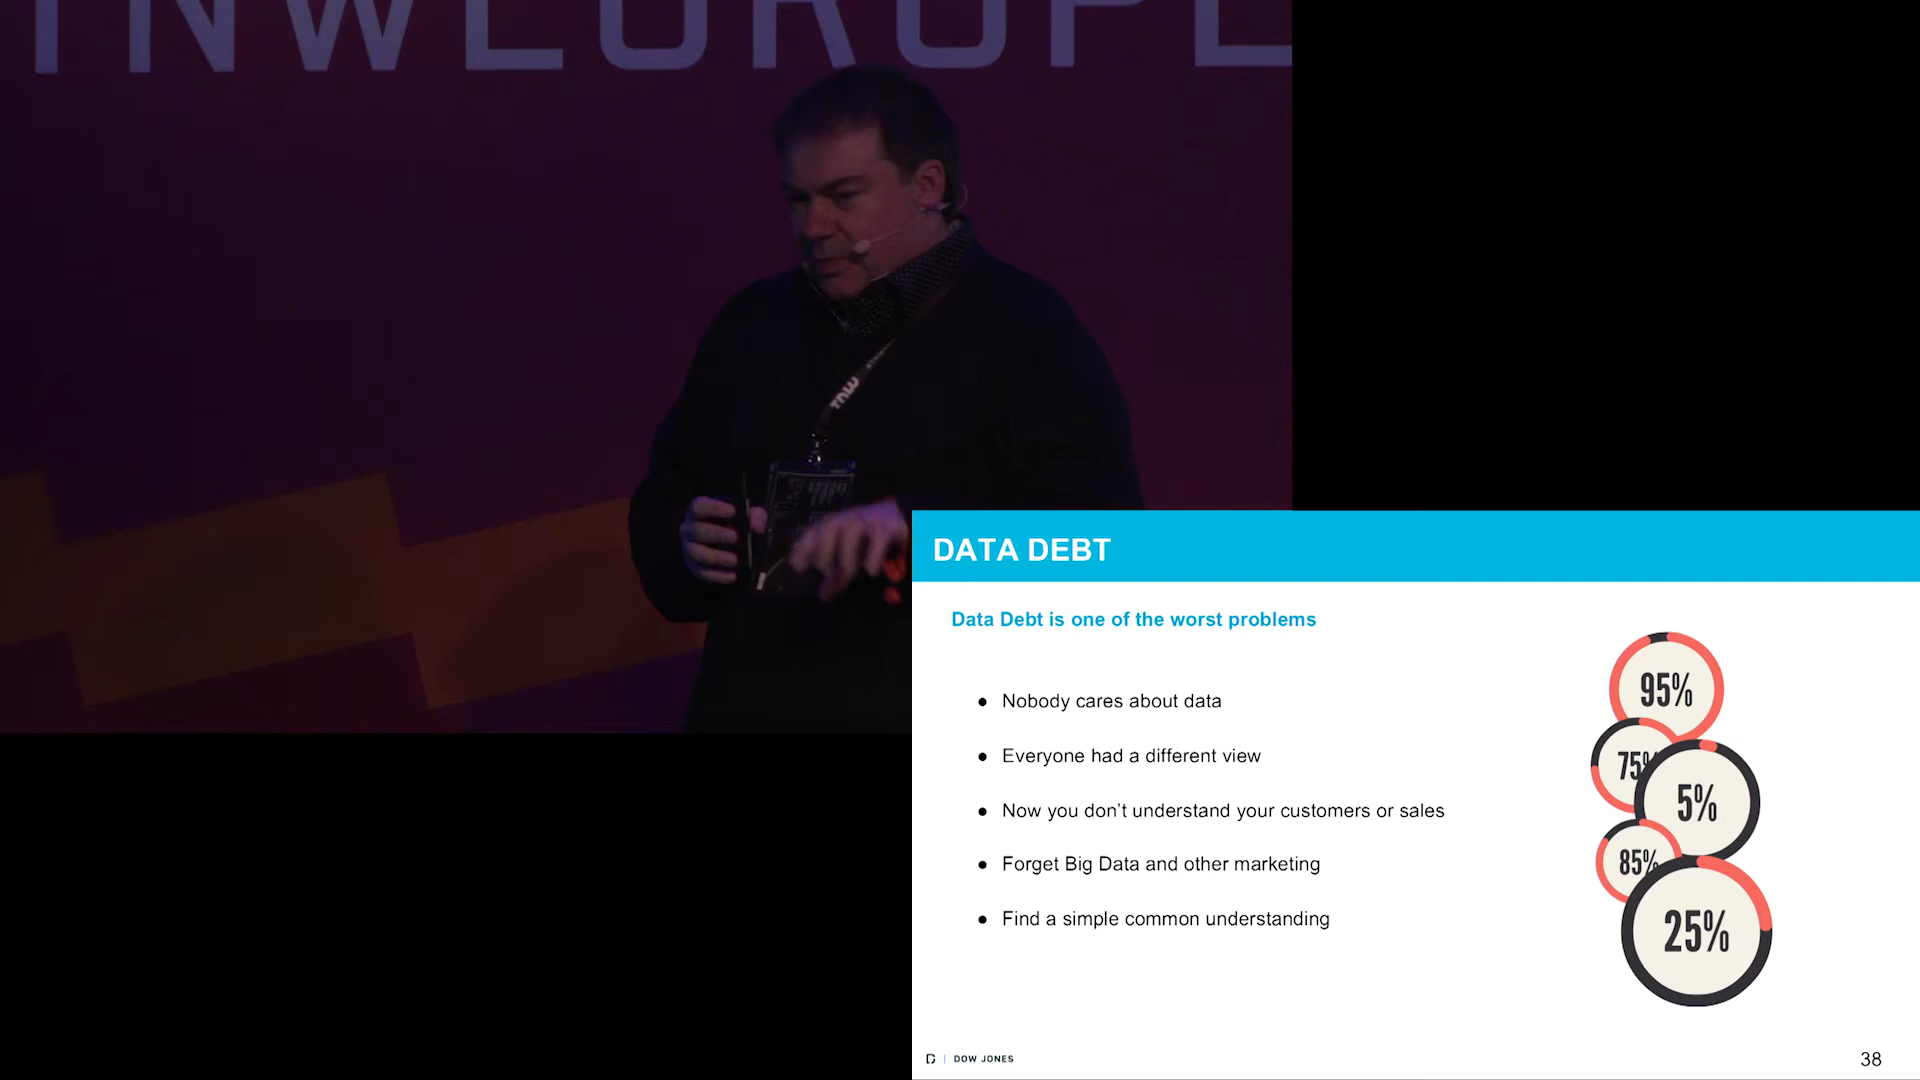 TNWEUROPE
TNW
DATA DEBT
Data Debt is one of the worst problems
● Nobody cares about data
● Everyone had a different view
● Now you don’t understand your customers or sales
● Forget Big Data and other marketing
● Find a simple common understanding
95%
75%
5%
85%
25%
D | DOW JONES
38